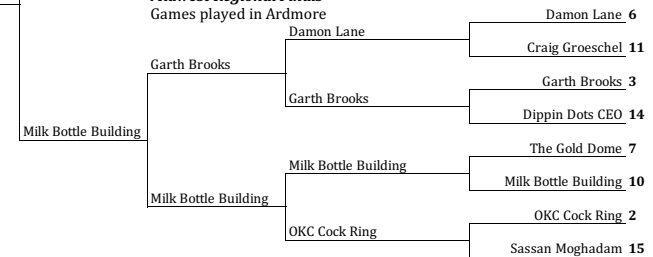 Games played in Ardmore
Damon Lane 6
Damon Lane
Craig Groeschel 11
Garth Brooks
Garth Brooks 3
Garth Brooks
Dippin Dots CEO 14
Milk Bottle Building
The Gold Dome 7
Milk Bottle Building
Milk Bottle Building 10
Milk Bottle Building
OKC Cock Ring 2
OKC Cock Ring
Sassan Moghadam 15